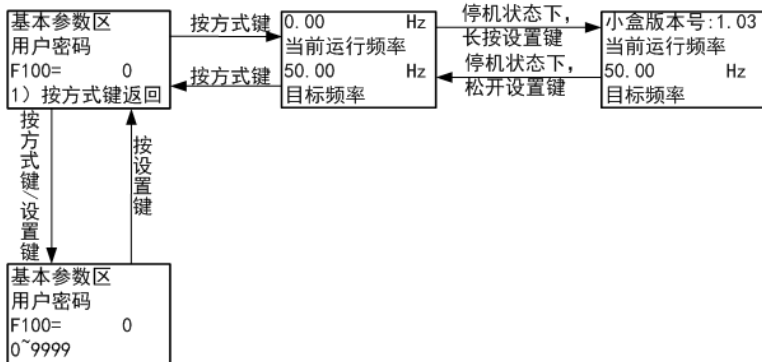 基本参数区
用户密码
F100= 0
1）按方式键返回
按方式键
按方式键
0.00 Hz
当前运行频率
50.00 Hz
目标频率
停机状态下，
长按设置键
停机状态下，
松开设置键
小盒版本号:1.03
当前运行频率
50.00 Hz
目标频率
按方式键/设置键
按设置键
基本参数区
用户密码
F100= 0
0~9999